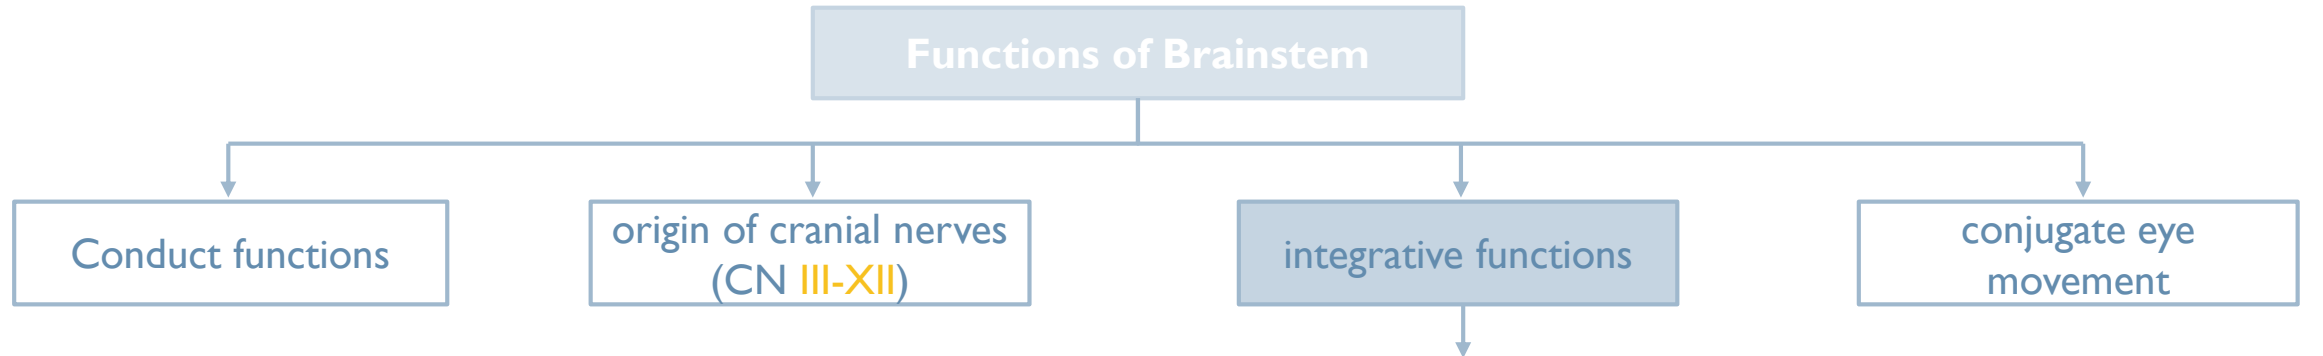 Functions of Brainstem
Conduct functions
origin of cranial nerves
(CN III-XII)
integrative functions
conjugate eye
movement